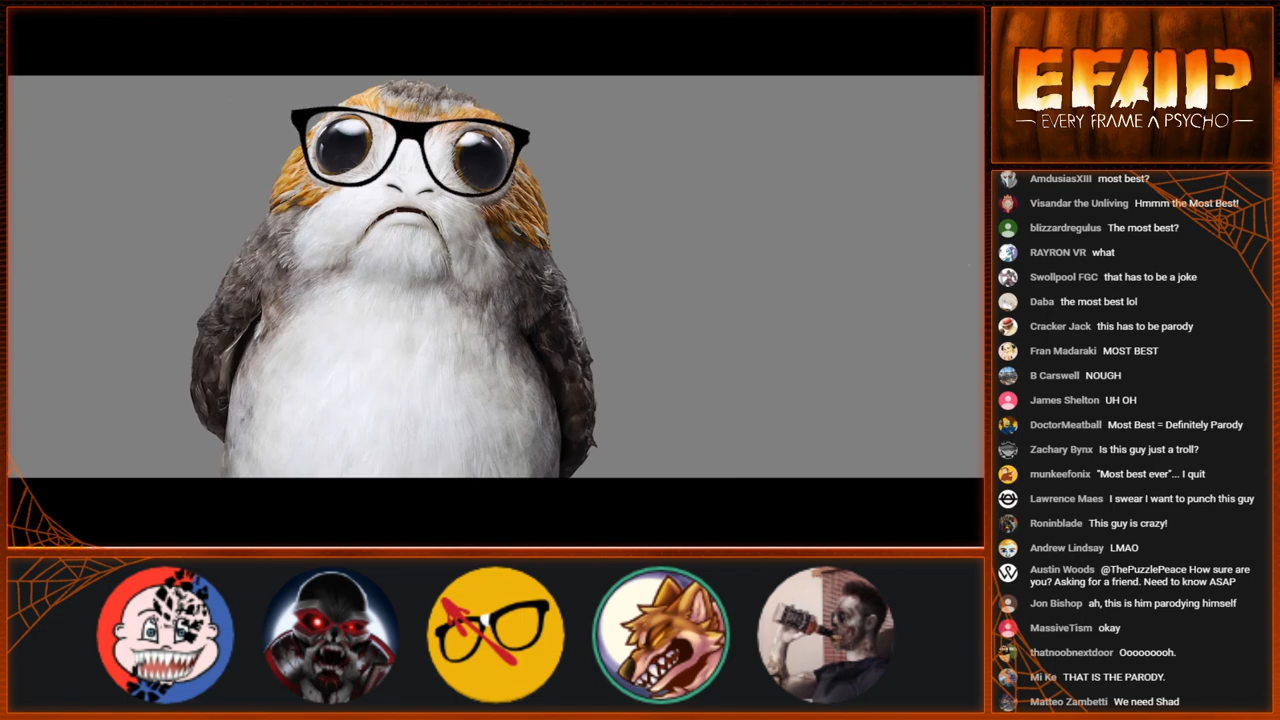 EFAP
EVERY FRAME A PSYCHO
AmdusiasXIII most best?
Visandar the Unliving Hmmm the Most Best!
blizzardregulus The most best?
RAYRON VR what
Swollpool FGC that has to be a joke
Daba the most best lol
Cracker Jack this has to be parody
Fran Madaraki MOST BEST
B Carswell NOUGH
James Shelton UH OH
DoctorMeatball Most Best = Definitely Parody
Zachary Bynx Is this guy just a troll?
munkeefonix "Most best ever"... I quit
Lawrence Maes I swear I want to punch this guy
Roninblade This guy is crazy!
Andrew Lindsay LMAO
Austin Woods @ThePuzzlePeace How sure are
you? Asking for a friend. Need to know ASAP
Jon Bishop ah, this is him parodying himself
MassiveTism okay
thatnoobnextdoor Ooooooooh.
Mi Ke THAT IS THE PARODY.
Matteo Zambetti We need Shad